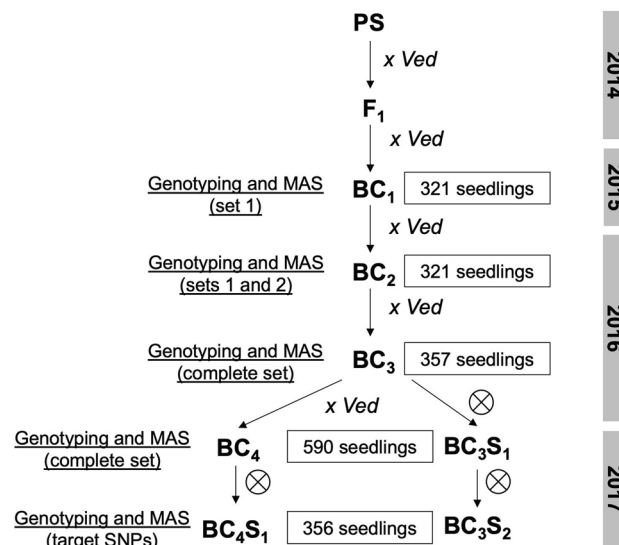 PS
x Ved
2014
F₁
x Ved
Genotyping and MAS
(set 1)
BC₁
321 seedlings
2015
x Ved
Genotyping and MAS
(sets 1 and 2)
BC₂
321 seedlings
x Ved
2016
Genotyping and MAS
(complete set)
BC₃
357 seedlings
x Ved
Genotyping and MAS
(complete set)
BC₄
590 seedlings
BC₃S₁
2017
Genotyping and MAS
(target SNPs)
BC₄S₁
356 seedlings
BC₃S₂